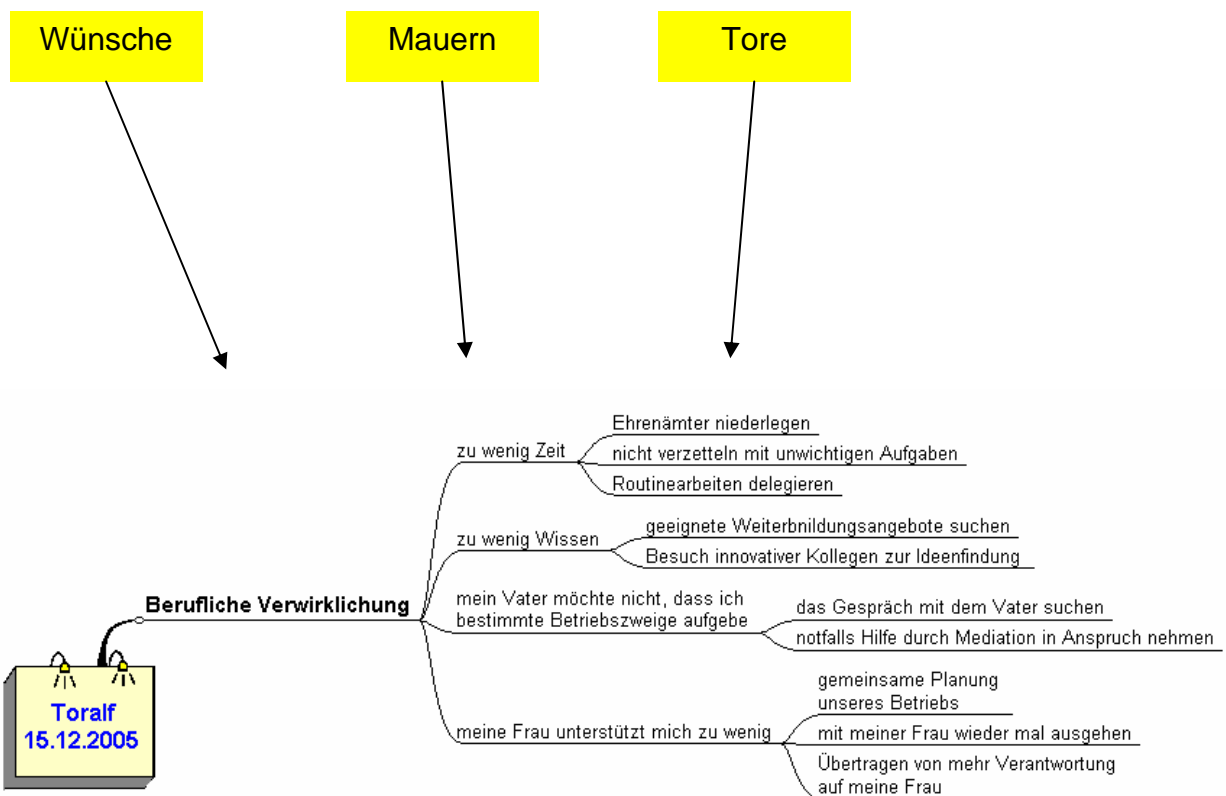 Wünsche
Mauern
Tore
Ehrenämter niederlegen
zu wenig Zeit
nicht verzetteln mit unwichtigen Aufgaben
Routinearbeiten delegieren
geeignete Weiterbnildungsangebote suchen
zu wenig Wissen
Besuch innovativer Kollegen zur Ideenfindung
Berufliche Verwirklichung
mein Vater möchte nicht, dass ich
bestimmte Betriebszweige aufgebe
das Gespräch mit dem Vater suchen
notfalls Hilfe durch Mediation in Anspruch nehmen
gemeinsame Planung
unseres Betriebs
meine Frau unterstützt mich zu wenig
mit meiner Frau wieder mal ausgehen
Übertragen von mehr Verantwortung
auf meine Frau
Toralf
15.12.2005